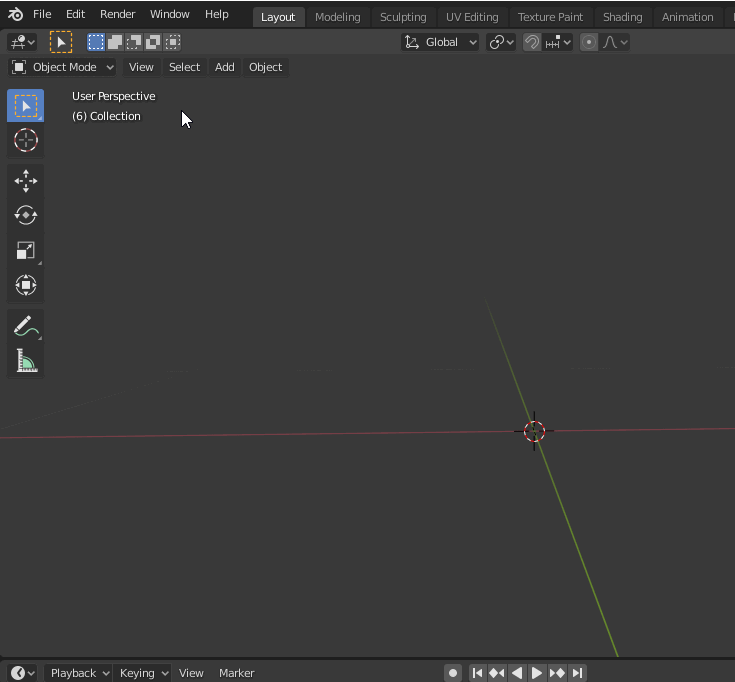 File Edit Render Window Help Layout Modeling Sculpting UV Editing Texture Paint Shading Animation
Global
Object Mode View Select Add Object
User Perspective
(6) Collection
Playback Keying View Marker